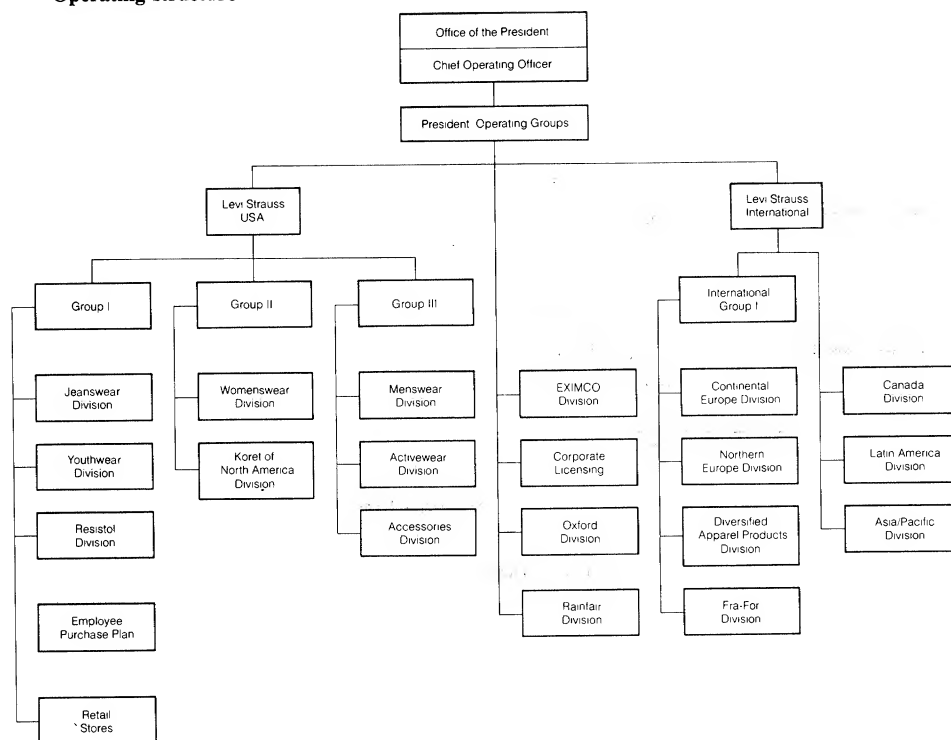 Operating Structure
Office of the President
Chief Operating Officer
President Operating Groups
Levi Strauss
USA
Levi Strauss
International
Group I
Group II
Group III
International
Group I
Jeanswear
Division
Womenswear
Division
Menswear
Division
EXIMCO
Division
Continental
Europe Division
Canada
Division
Youthwear
Division
Koret of
North America
Division
Activewear
Division
Corporate
Licensing
Northern
Europe Division
Latin America
Division
Resistol
Division
Accessories
Division
Oxford
Division
Diversified
Apparel Products
Division
Asia/Pacific
Division
Employee
Purchase Plan
Rainfair
Division
Fra-For
Division
Retail
Stores